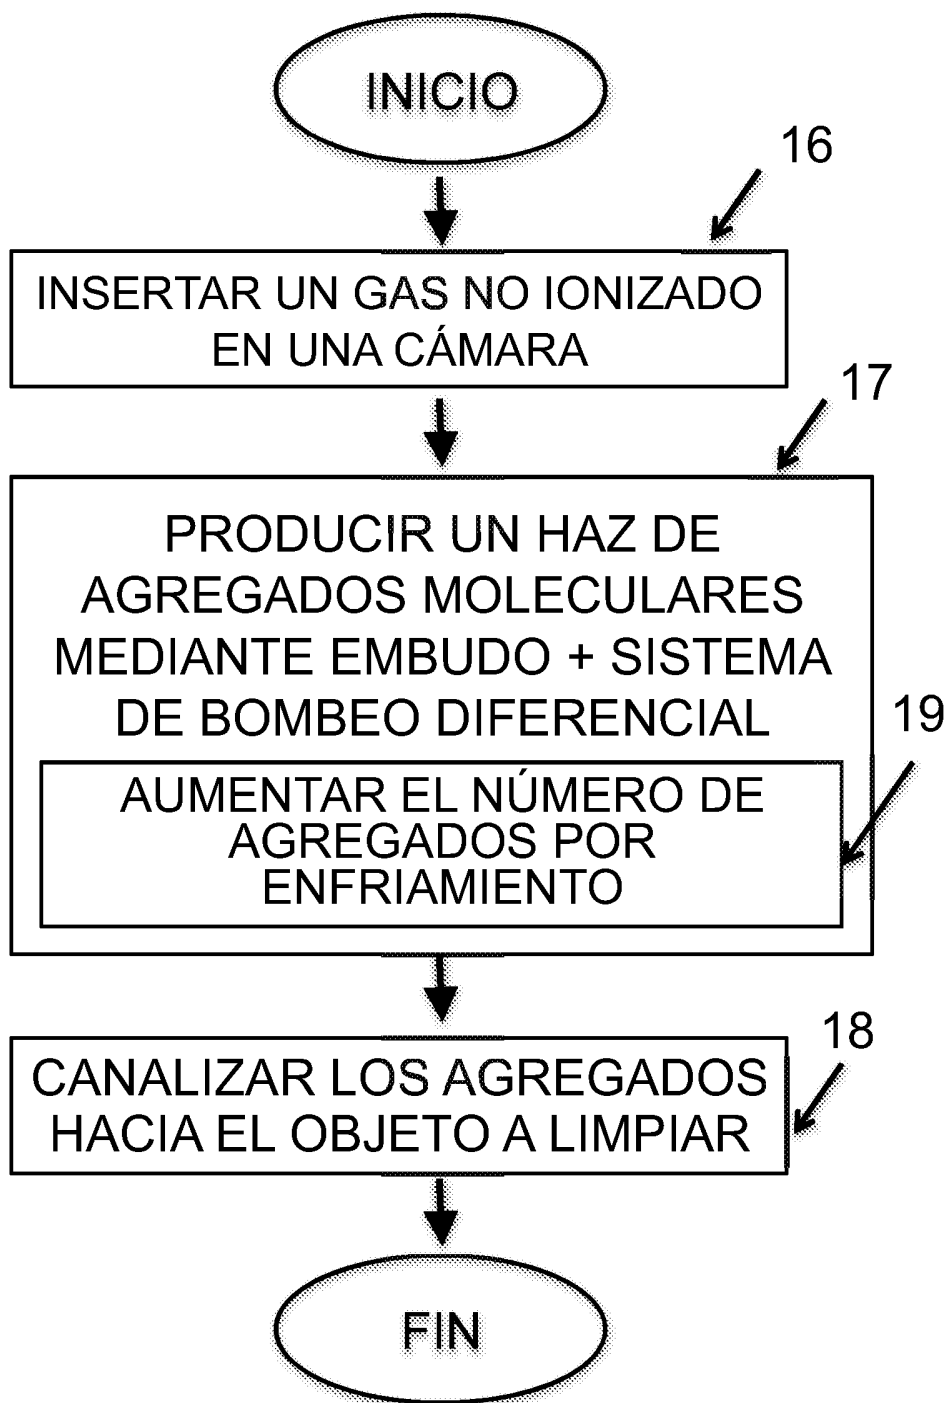 INICIO
16
INSERTAR UN GAS NO IONIZADO
EN UNA CÁMARA
17
PRODUCIR UN HAZ DE
AGREGADOS MOLECULARES
MEDIANTE EMBUDO + SISTEMA
DE BOMBEO DIFERENCIAL
19
AUMENTAR EL NÚMERO DE
AGREGADOS POR
ENFRIAMIENTO
18
CANALIZAR LOS AGREGADOS
HACIA EL OBJETO A LIMPIAR
FIN